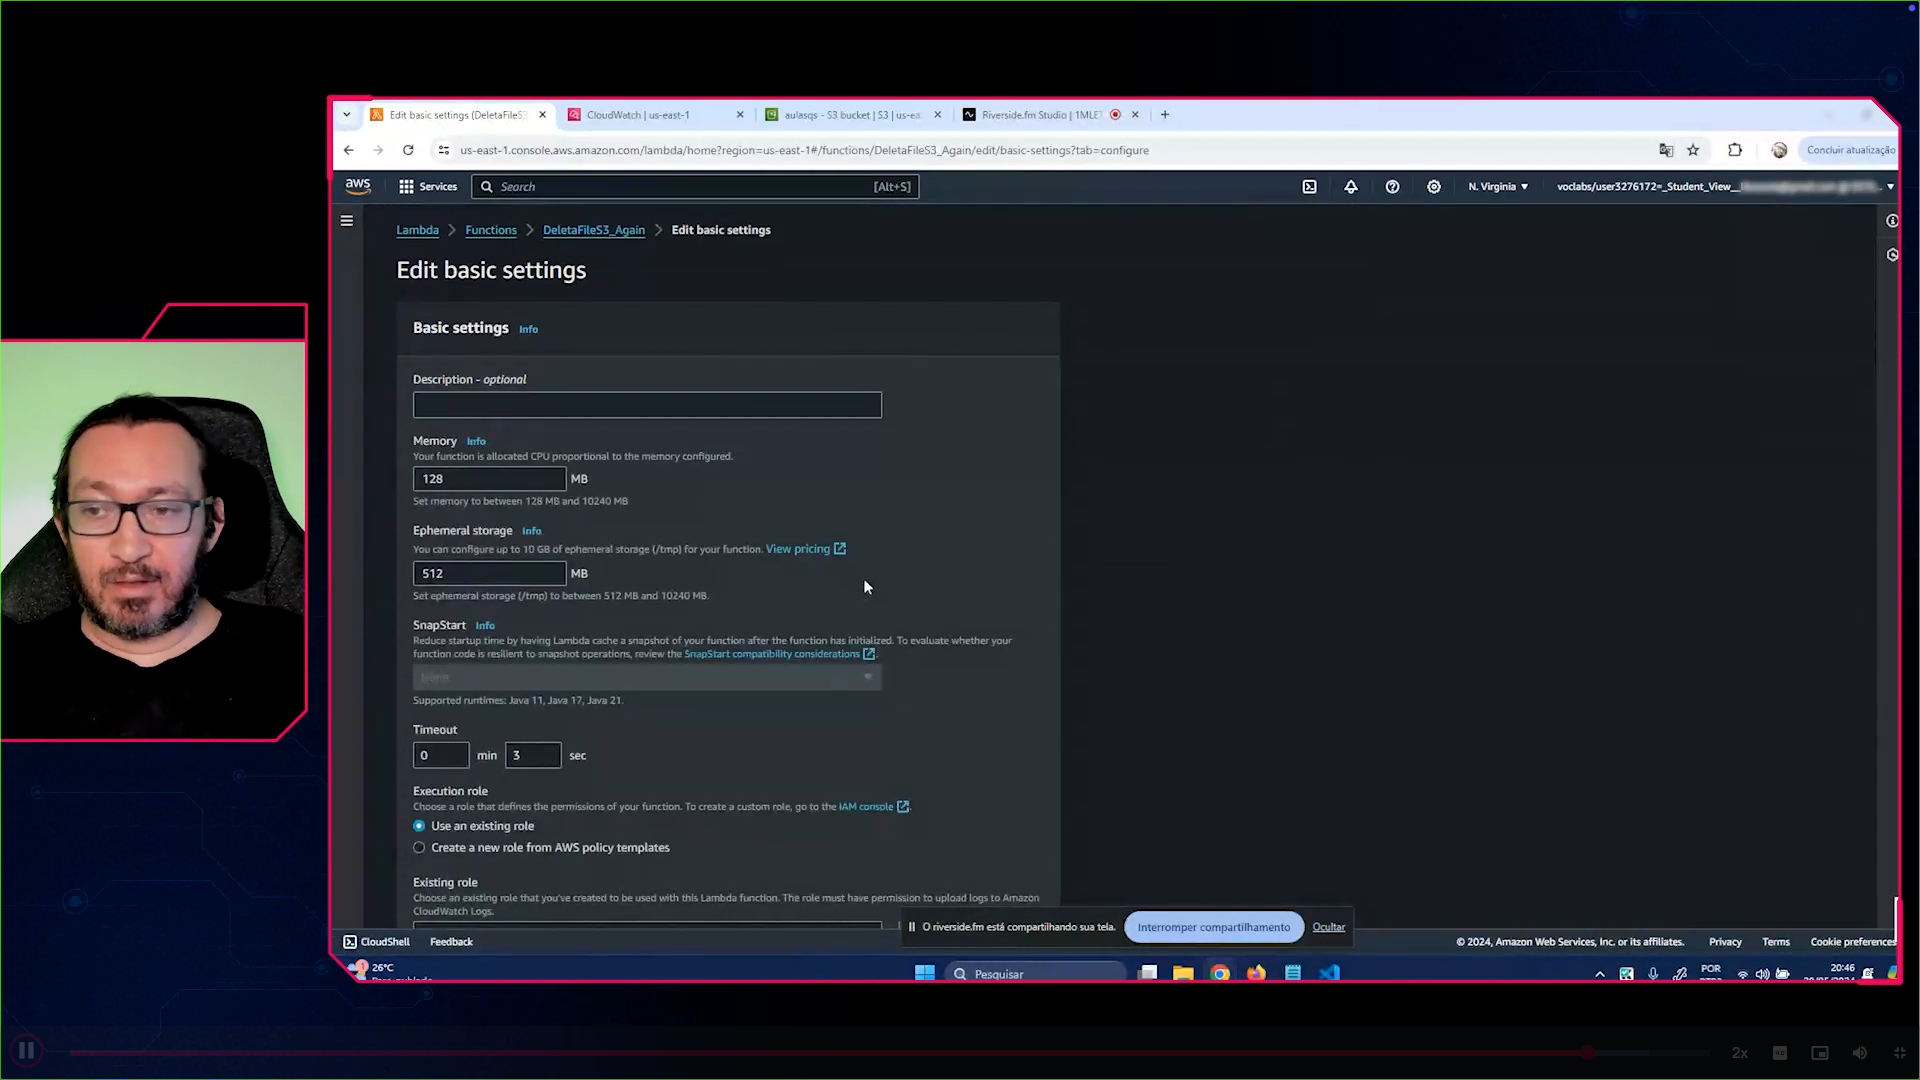 Edit basic settings (DeletaFileS3
CloudWatch | us-east-1
aulasqs - S3 bucket | S3 | us-ea
Riverside.fm Studio | 1MLET
us-east-1.console.aws.amazon.com/lambda/home?region=us-east-1#/functions/DeletaFileS3_Again/edit/basic-settings?tab=configure
Concluir atualização
aws
Services
Search
[Alt+S]
N. Virginia
voclabs/user3276172=_Student_View_
Lambda
Functions
DeletaFileS3_Again
Edit basic settings
Edit basic settings
Basic settings Info
Description - optional
Memory Info
Your function is allocated CPU proportional to the memory configured.
128 MB
Set memory to between 128 MB and 10240 MB
Ephemeral storage Info
You can configure up to 10 GB of ephemeral storage (/tmp) for your function. View pricing
512 MB
Set ephemeral storage (/tmp) to between 512 MB and 10240 MB.
SnapStart Info
Reduce startup time by having Lambda cache a snapshot of your function after the function has initialized. To evaluate whether your
function code is resilient to snapshot operations, review the SnapStart compatibility considerations.
None
Supported runtimes: Java 11, Java 17, Java 21.
Timeout
0 min 3 sec
Execution role
Choose a role that defines the permissions of your function. To create a custom role, go to the IAM console.
Use an existing role
Create a new role from AWS policy templates
Existing role
Choose an existing role that you've created to be used with this Lambda function. The role must have permission to upload logs to Amazon
CloudWatch Logs.
O riverside.fm está compartilhando sua tela.
Interromper compartilhamento
Ocultar
CloudShell
Feedback
© 2024, Amazon Web Services, Inc. or its affiliates.
Privacy
Terms
Cookie preferences
1
26°C
Pesquisar
POR
20:46
2x